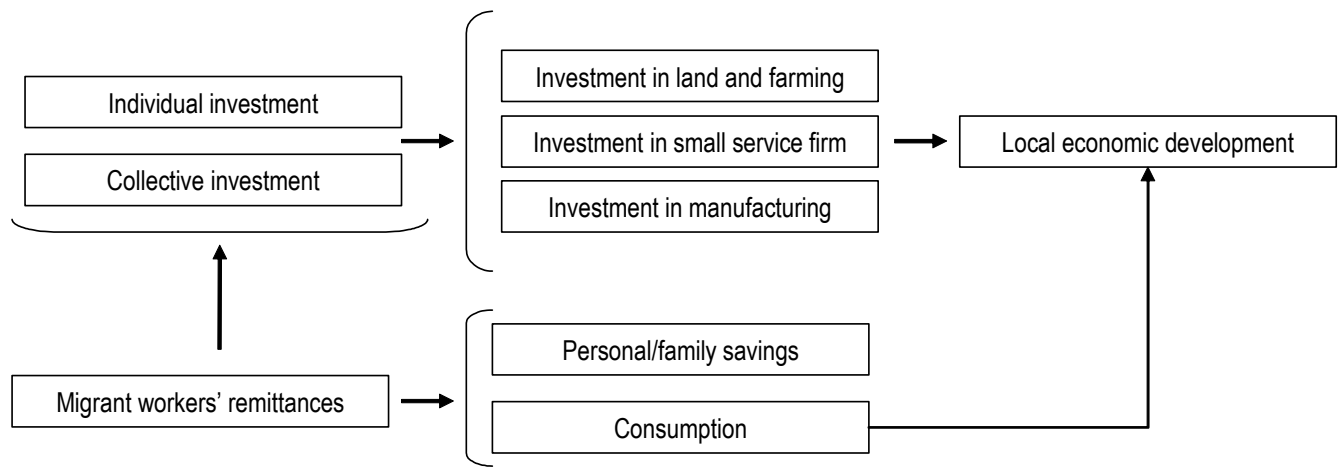 Individual investment
Collective investment
Investment in land and farming
Investment in small service firm
Investment in manufacturing
Local economic development
Migrant workers’ remittances
Personal/family savings
Consumption